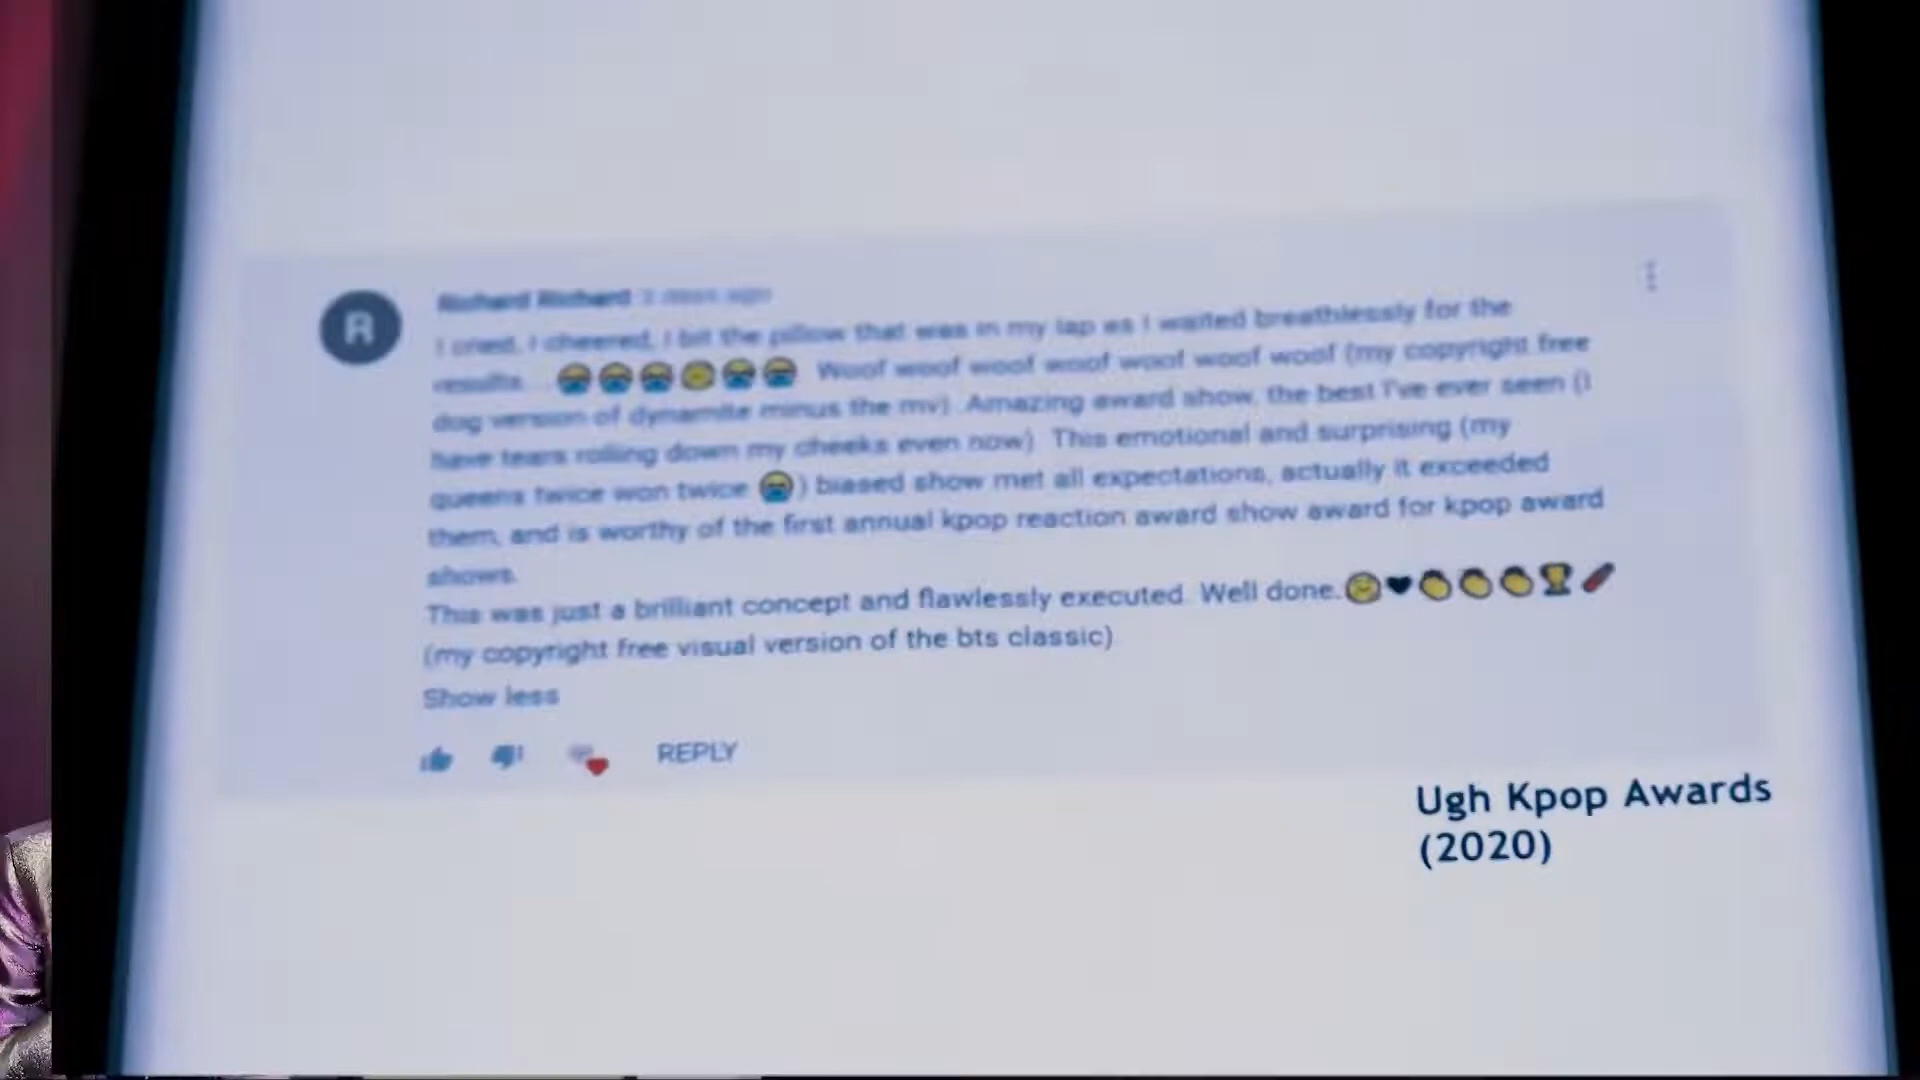 R
Richard Richard
I cried, I cheered, I bit the pillow that was in my lap as I waited breathlessly for the
results... 😭😭😭😊😭😭 Woof woof woof woof woof woof woof (my copyright free
dog version of dynamite minus the mv). Amazing award show, the best I've ever seen (I
have tears rolling down my cheeks even now). This emotional and surprising (my
queens twice won twice 😭) biased show met all expectations, actually it exceeded
them, and is worthy of the first annual kpop reaction award show award for kpop award
shows.
This was just a brilliant concept and flawlessly executed. Well done.😊🖤👏👏👏🏆🧨
(my copyright free visual version of the bts classic)
Show less
REPLY
Ugh Kpop Awards
(2020)